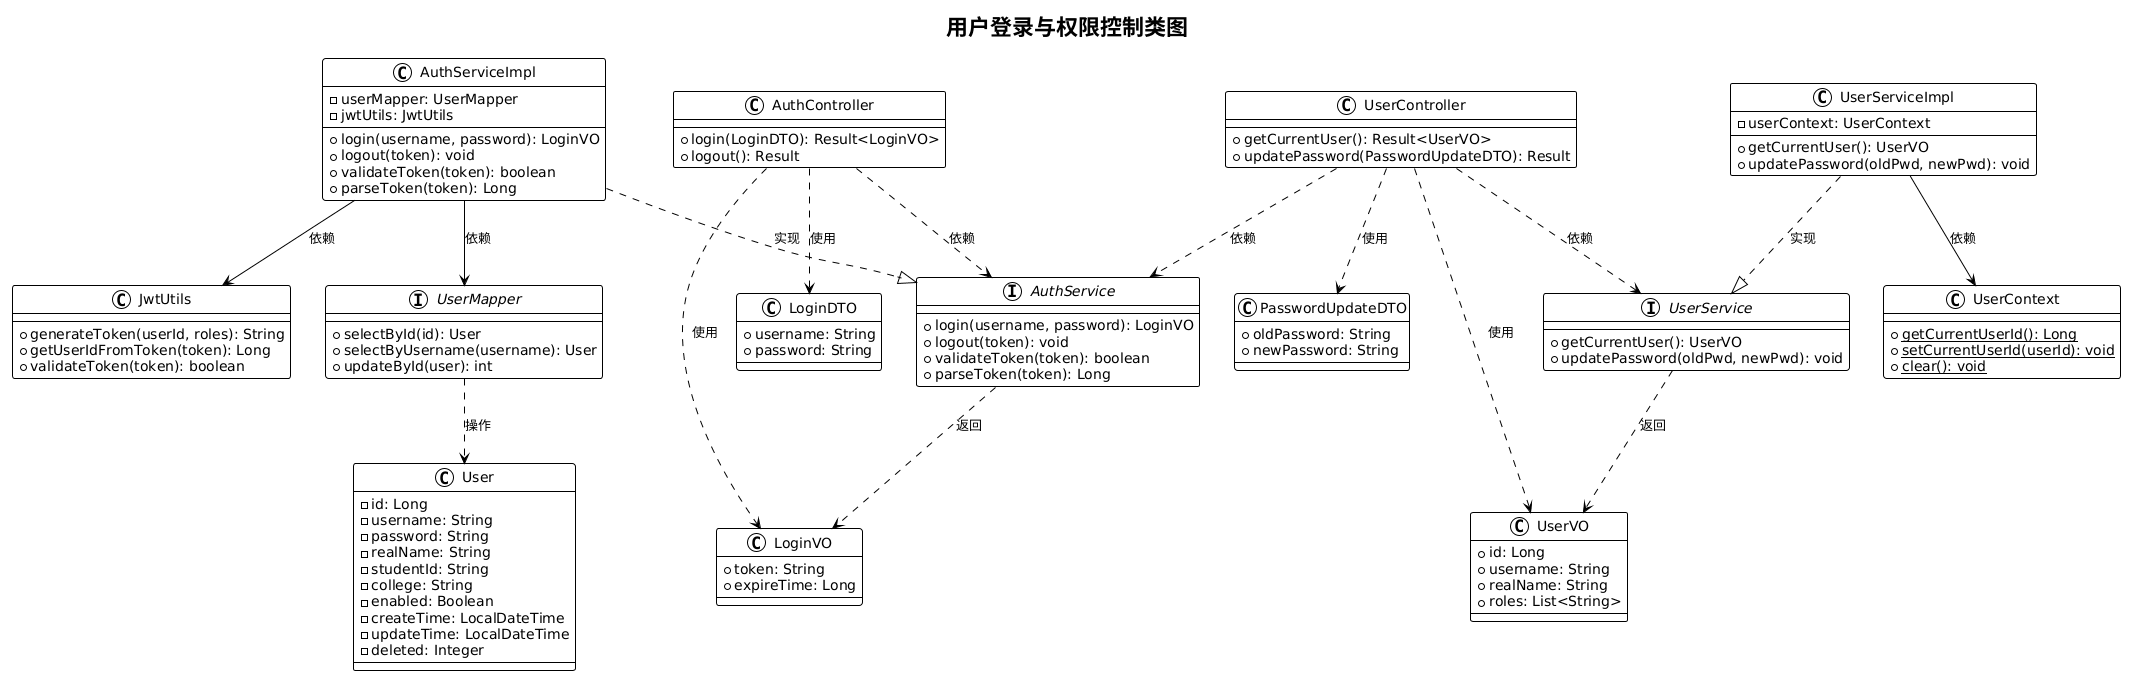 用户登录与权限控制类图
C AuthServiceImpl
userMapper: UserMapper
jwtUtils: JwtUtils
login(username, password): LoginVO
logout(token): void
validateToken(token): boolean
parseToken(token): Long
C AuthController
login(LoginDTO): Result<LoginVO>
logout(): Result
C UserController
getCurrentUser(): Result<UserVO>
updatePassword(PasswordUpdateDTO): Result
C UserServiceImpl
userContext: UserContext
getCurrentUser(): UserVO
updatePassword(oldPwd, newPwd): void
依赖
依赖
实现
使用
依赖
依赖
使用
依赖
实现
依赖
C JwtUtils
generateToken(userId, roles): String
getUserIdFromToken(token): Long
validateToken(token): boolean
I UserMapper
selectById(id): User
selectByUsername(username): User
updateById(user): int
使用
C LoginDTO
username: String
password: String
I AuthService
login(username, password): LoginVO
logout(token): void
validateToken(token): boolean
parseToken(token): Long
C PasswordUpdateDTO
oldPassword: String
newPassword: String
使用
I UserService
getCurrentUser(): UserVO
updatePassword(oldPwd, newPwd): void
C UserContext
getCurrentUserId(): Long
setCurrentUserId(userId): void
clear(): void
操作
返回
返回
C User
id: Long
username: String
password: String
realName: String
studentId: String
college: String
enabled: Boolean
createTime: LocalDateTime
updateTime: LocalDateTime
deleted: Integer
C LoginVO
token: String
expireTime: Long
C UserVO
id: Long
username: String
realName: String
roles: List<String>